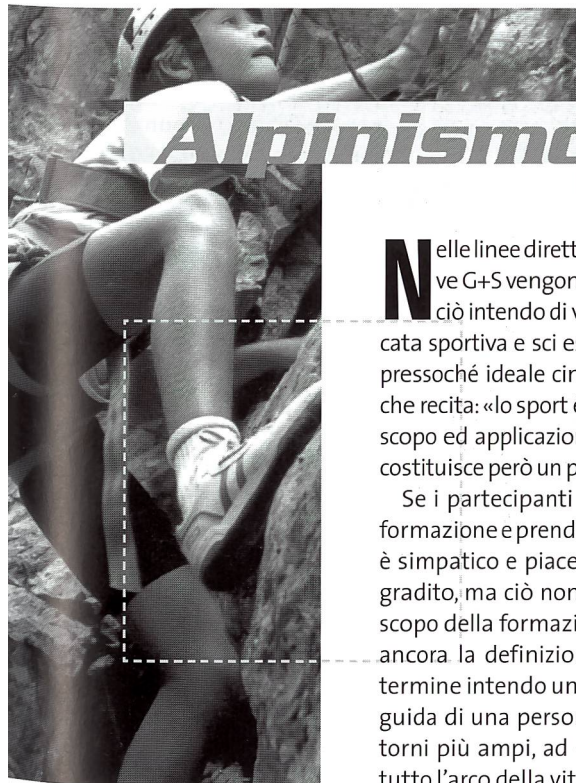 Alpinismo
Nelle linee dirett
ve G+S vengon
ciò intendo di v
cata sportiva e sci es
pressoché ideale cir
che recita: «lo sport e
scopo ed applicazion
costituisce però un p
Se i partecipanti
formazione e prend
è simpatico e piace
gradito, ma ciò non
scopo della formazi
ancora la definizio
termine intendo un
guida di una perso
torni più ampi, ad
tutto l'arco della vit